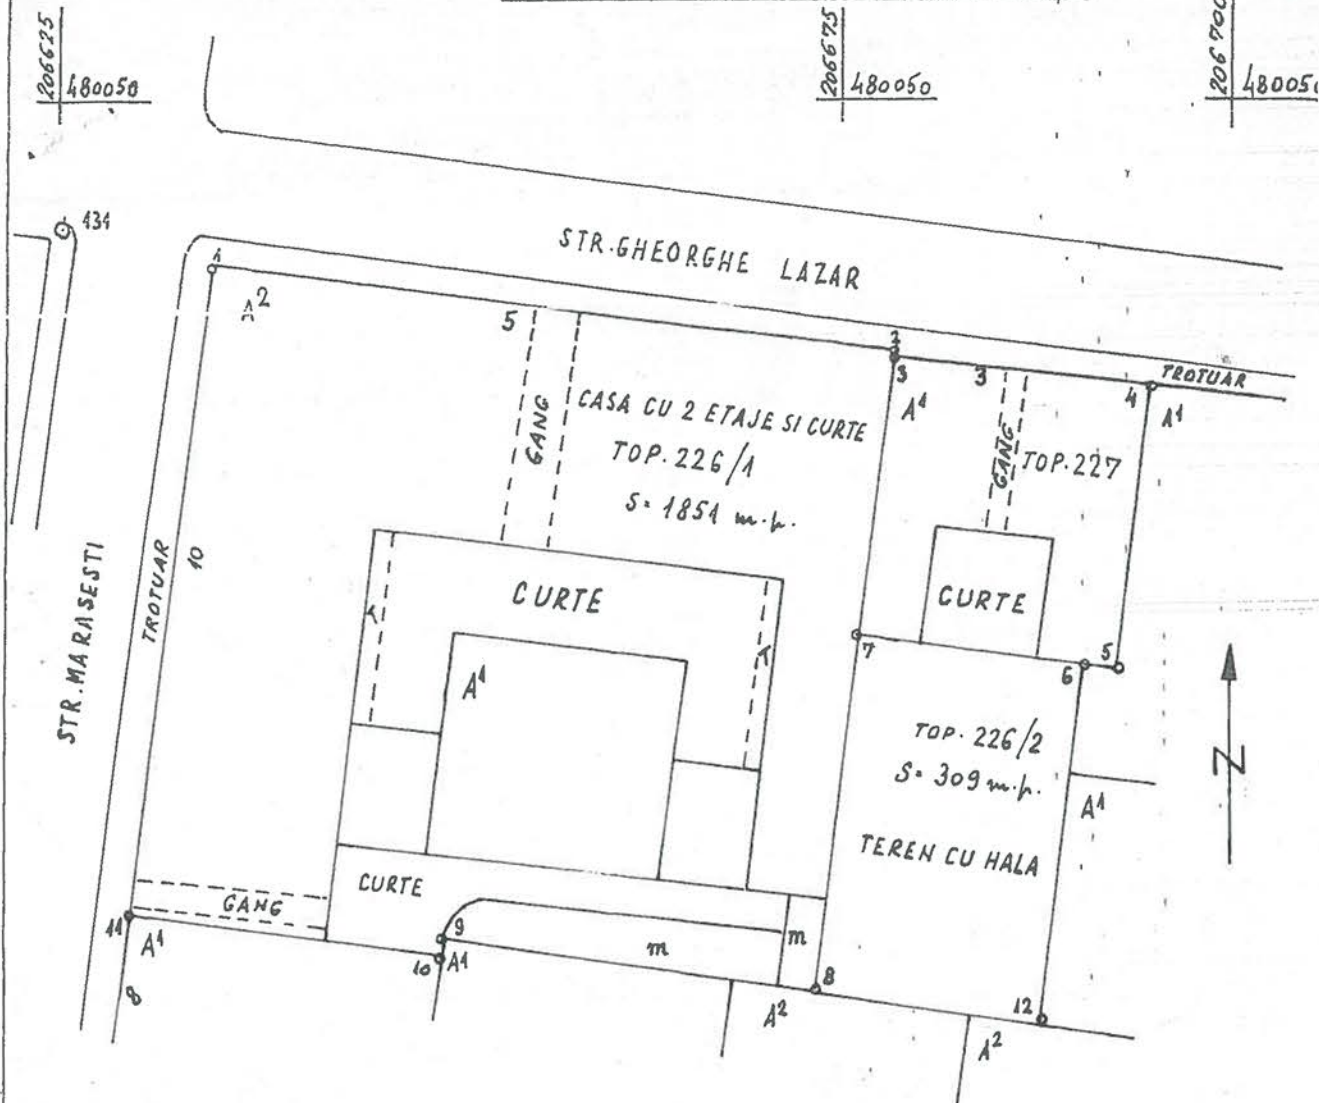 206625
480050
206675
480050
206700
480050
131
STR. GHEORGHE LAZAR
1
A²
5
2
3
3
A¹
TROTUAR
4
A¹
GANG
CASA CU 2 ETAJE SI CURTE
TOP. 226/1
S= 1851 m.p.
GANG
TOP. 227
TROTUAR
10
STR. MARASESTI
CURTE
CURTE
T
T
7
6
5
A¹
TOP. 226/2
S= 309 m.p.
A¹
N
TEREN CU HALA
CURTE
GANG
11
A¹
9
m
m
10
A1
8
8
A²
12
A²